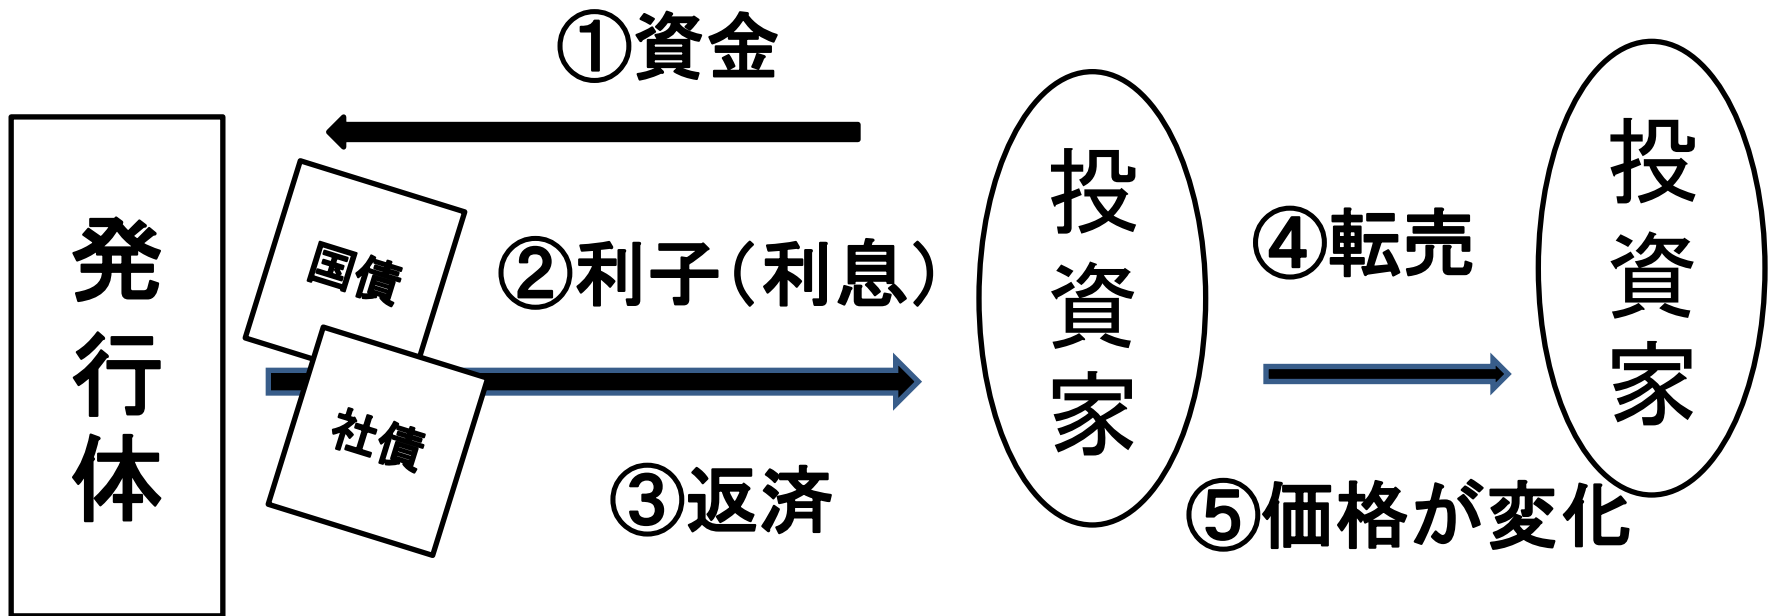 ①資金
発行体
国債
社債
②利子(利息)
③返済
投資家
④転売
⑤価格が変化
投資家